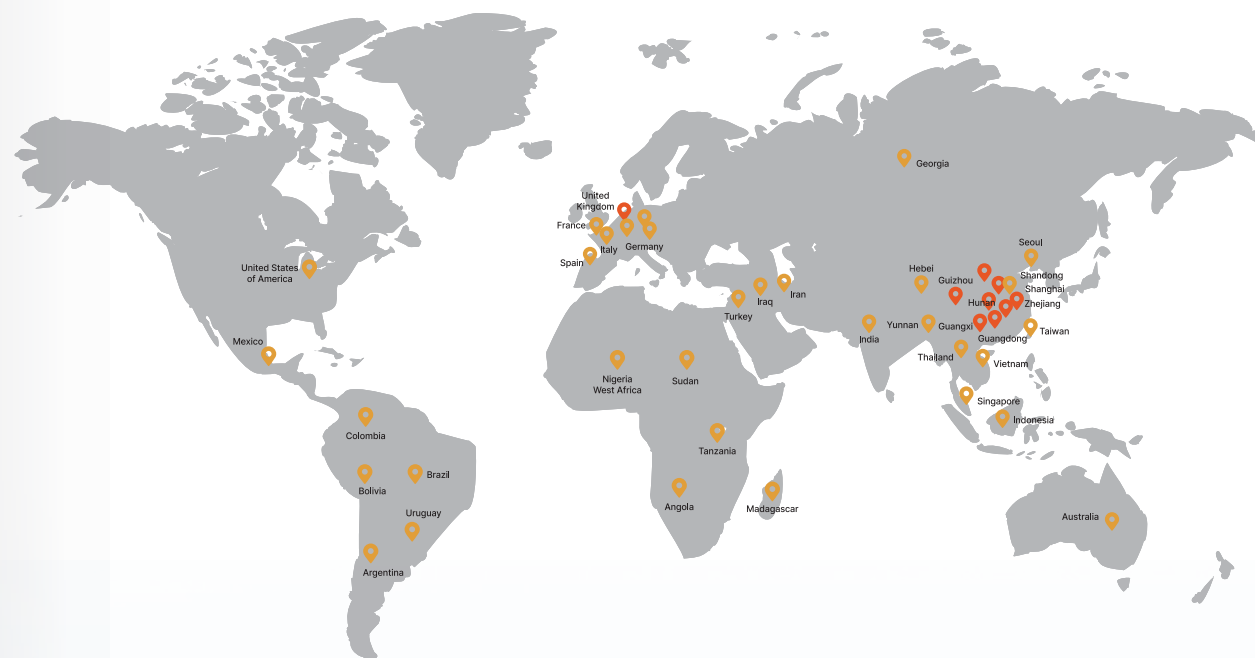 Georgia
United
Kingdom
France
Italy
Germany
Spain
Seoul
United States
of America
Hebei
Guizhou
Shandong
Shanghai
Iran
Iraq
Hunan
Zhejiang
Turkey
Yunnan
Guangxi
Taiwan
India
Guangdong
Mexico
Thailand
Vietnam
Nigeria
West Africa
Sudan
Singapore
Indonesia
Colombia
Tanzania
Brazil
Bolivia
Angola
Madagascar
Uruguay
Australia
Argentina